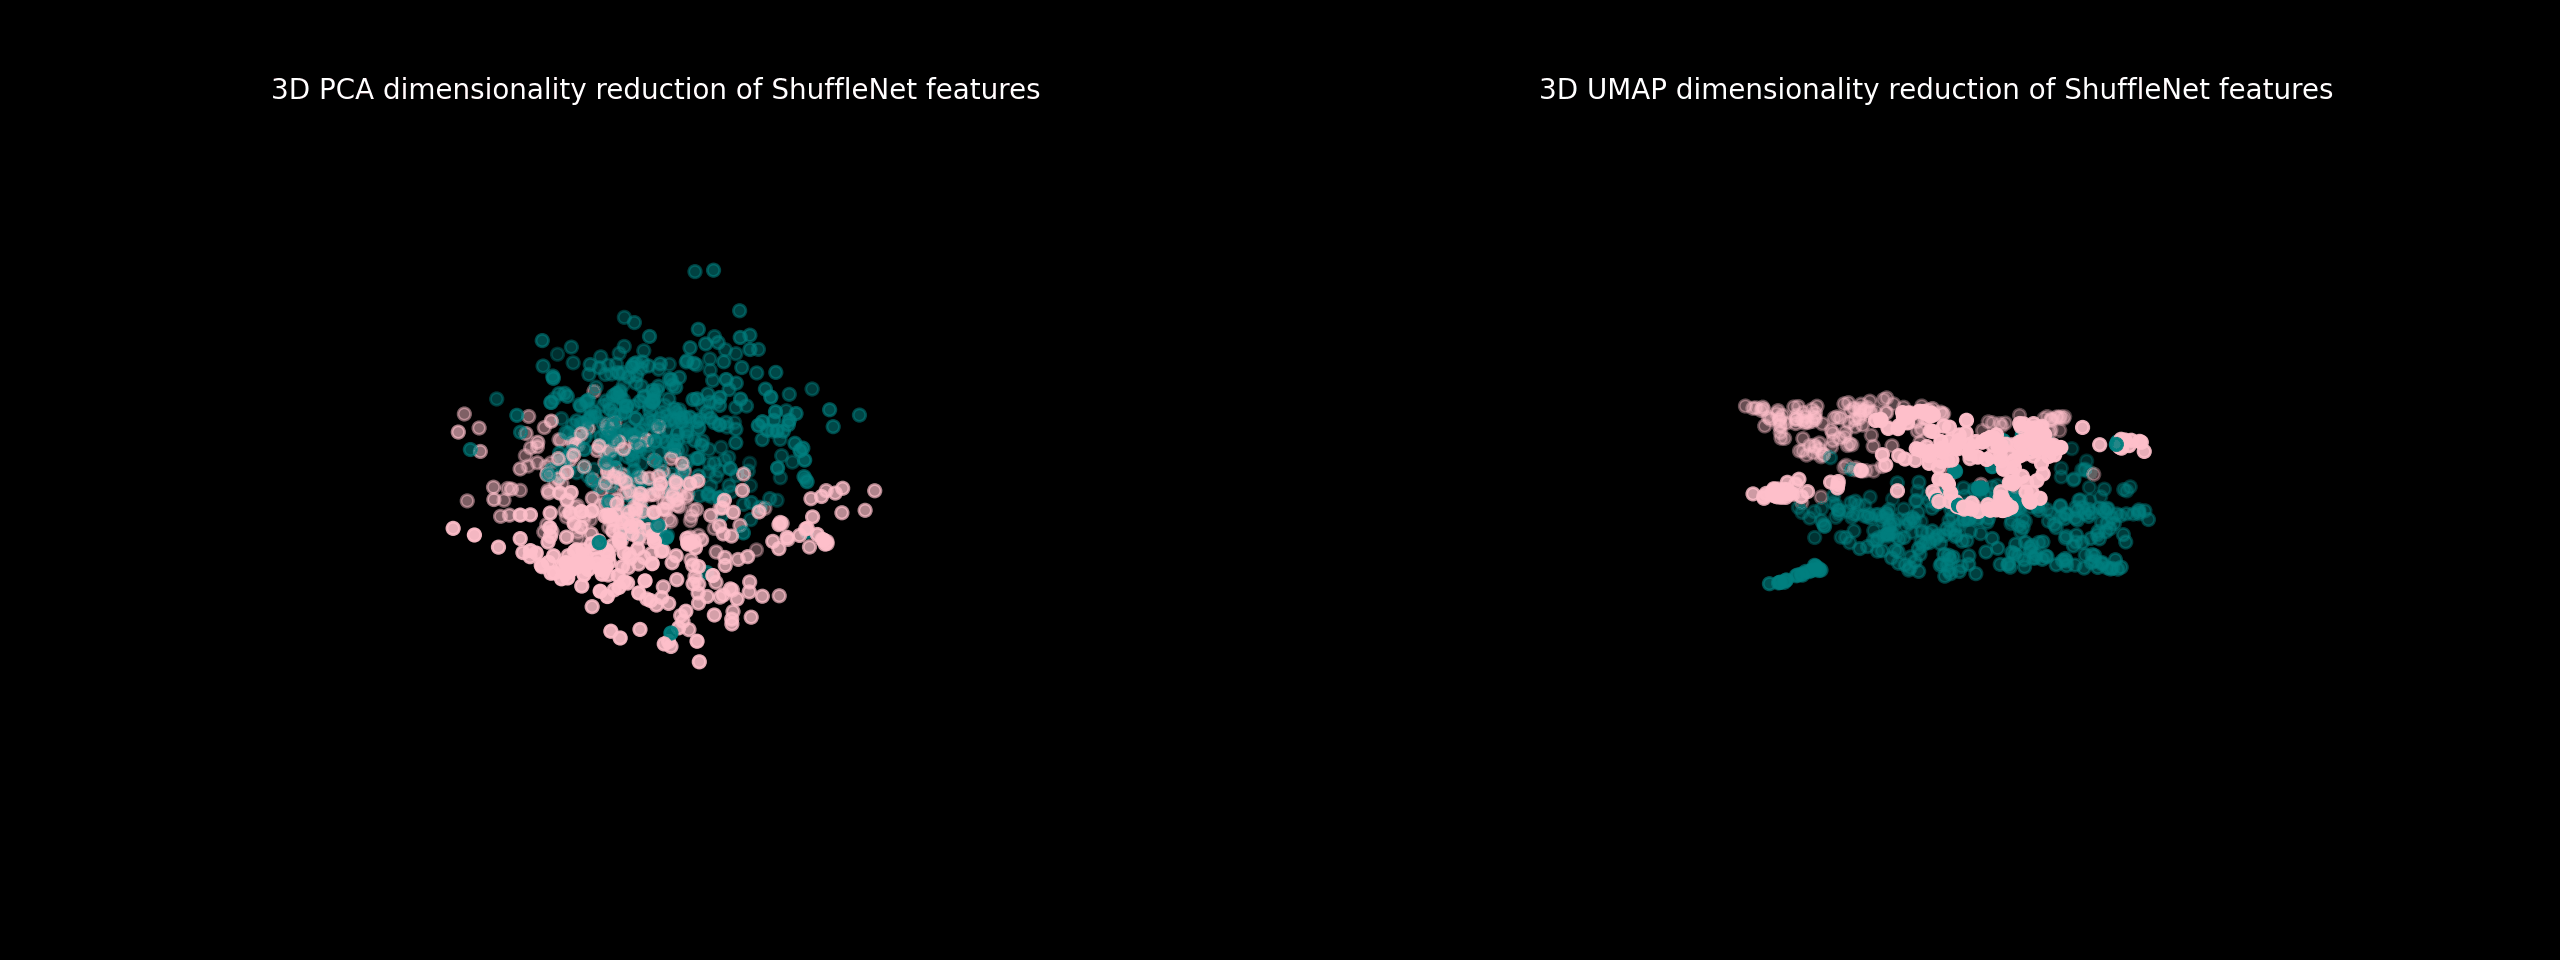 3D PCA dimensionality reduction of ShuffleNet features
3D UMAP dimensionality reduction of ShuffleNet features